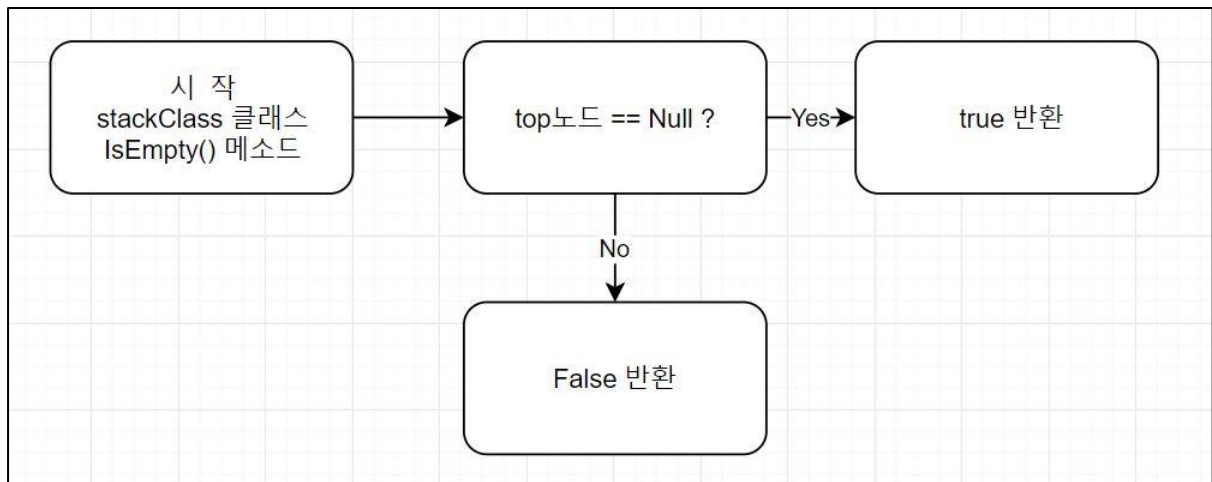 시 작
stackClass 클래스
IsEmpty() 메소드
top노드 == Null ?
Yes
true 반환
No
False 반환